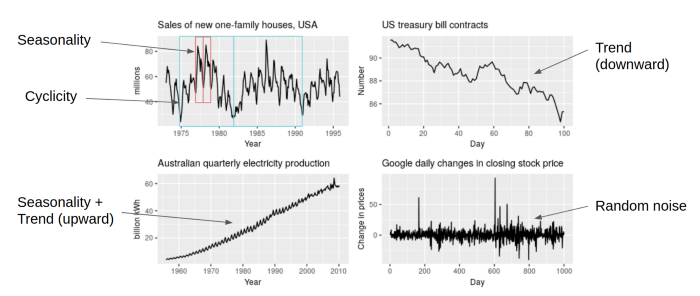 Sales of new one-family houses, USA
Seasonality
Cyclicity
millions
80
60
40
1975
1980
1985
1990
1995
Year
US treasury bill contracts
Trend
(downward)
Number
90
88
86
0
20
40
60
80
100
Day
Australian quarterly electricity production
Seasonality +
Trend (upward)
billion kWh
60
40
20
1960
1970
1980
1990
2000
2010
Year
Google daily changes in closing stock price
Random noise
Change in prices
50
0
0
200
400
600
800
1000
Day